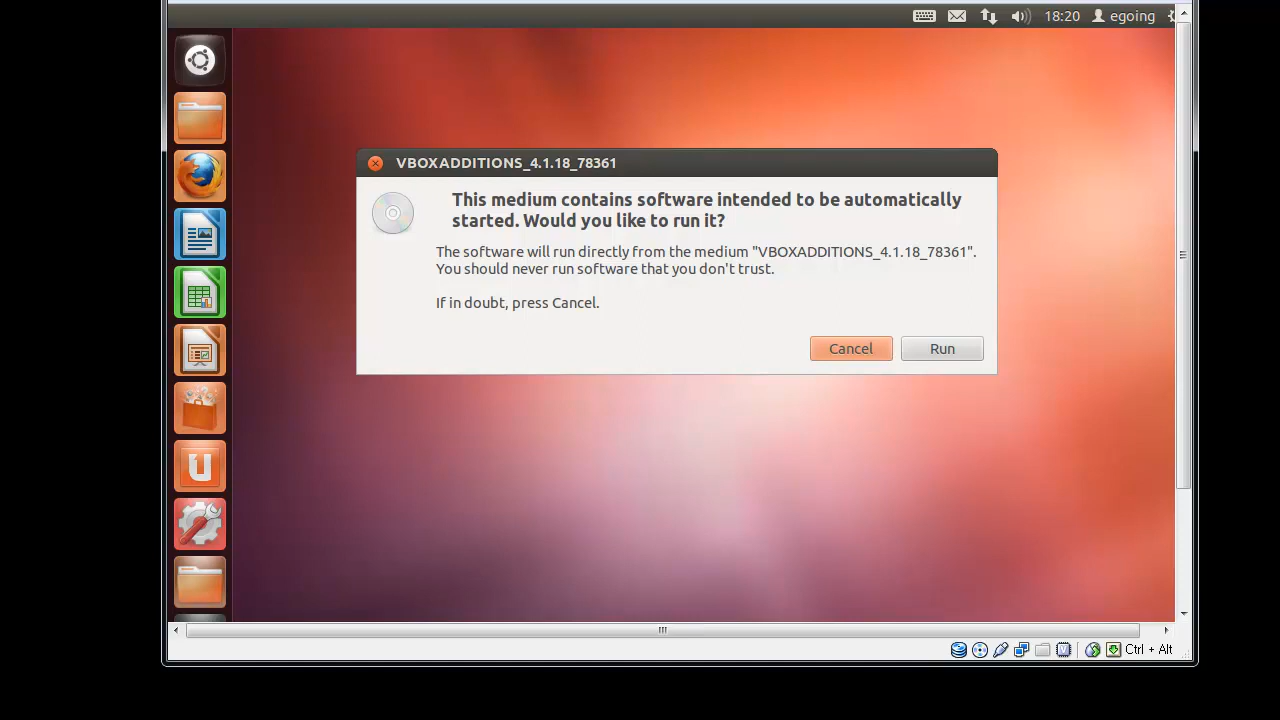 18:20 egoing
VBOXADDITIONS_4.1.18_78361
This medium contains software intended to be automatically
started. Would you like to run it?
The software will run directly from the medium "VBOXADDITIONS_4.1.18_78361".
You should never run software that you don't trust.
If in doubt, press Cancel.
Cancel Run
Ctrl + Alt